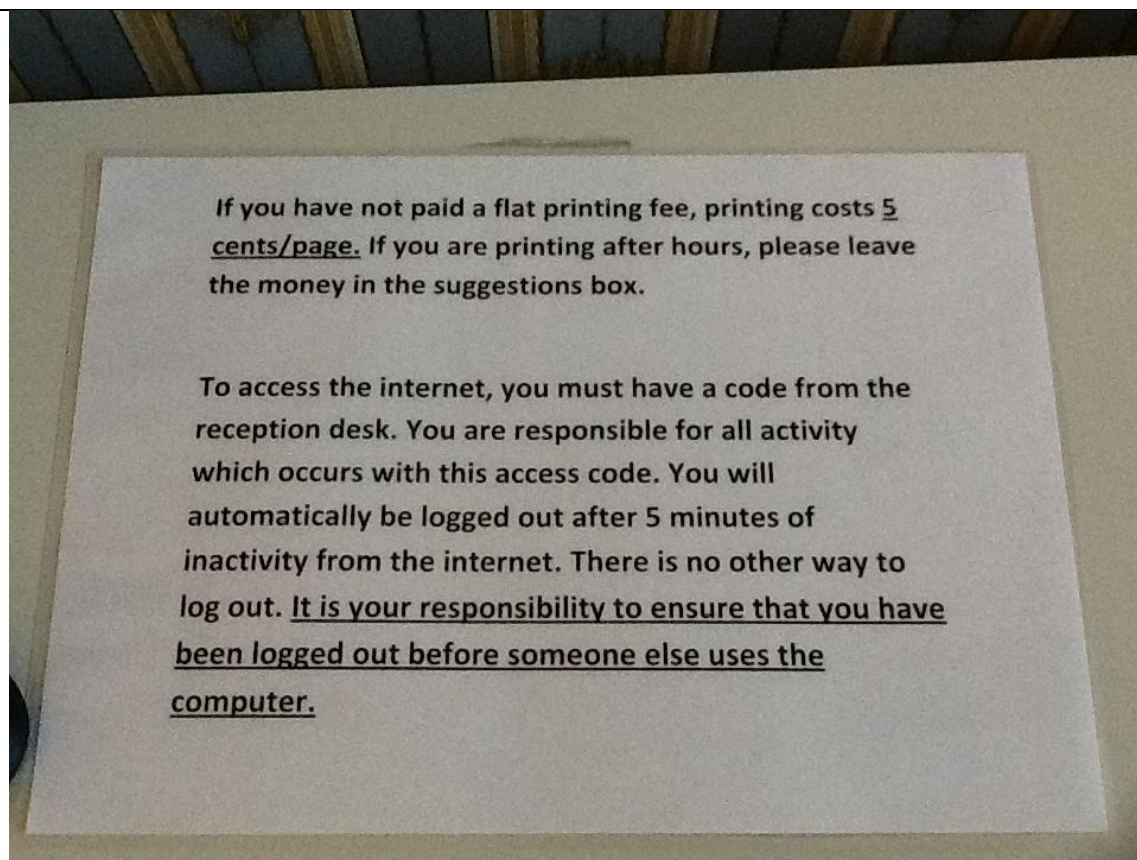 If you have not paid a flat printing fee, printing costs 5
cents/page. If you are printing after hours, please leave
the money in the suggestions box.
To access the internet, you must have a code from the
reception desk. You are responsible for all activity
which occurs with this access code. You will
automatically be logged out after 5 minutes of
inactivity from the internet. There is no other way to
log out. It is your responsibility to ensure that you have
been logged out before someone else uses the
computer.